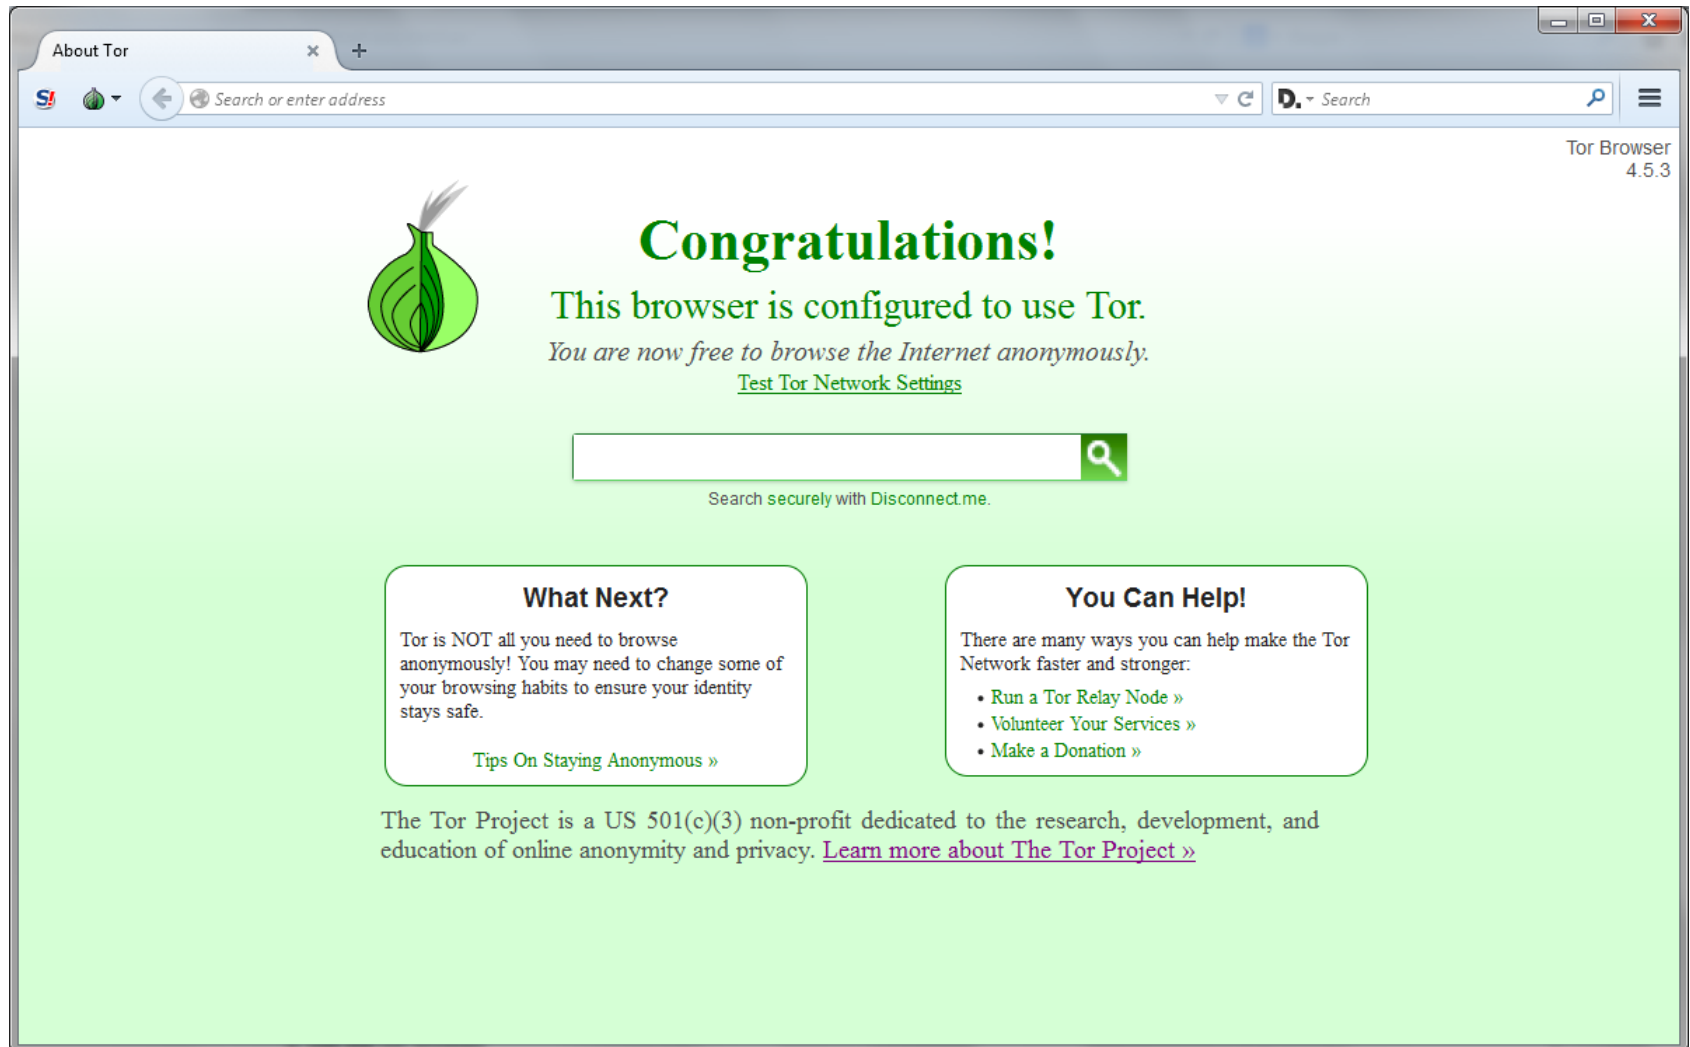 About Tor
S!
Search or enter address
D.
Search
Tor Browser
4.5.3
Congratulations!
This browser is configured to use Tor.
You are now free to browse the Internet anonymously.
Test Tor Network Settings
Search securely with Disconnect.me.
What Next?
Tor is NOT all you need to browse
anonymously! You may need to change some of
your browsing habits to ensure your identity
stays safe.
Tips On Staying Anonymous »
You Can Help!
There are many ways you can help make the Tor
Network faster and stronger:
• Run a Tor Relay Node »
• Volunteer Your Services »
• Make a Donation »
The Tor Project is a US 501(c)(3) non-profit dedicated to the research, development, and
education of online anonymity and privacy. Learn more about The Tor Project »